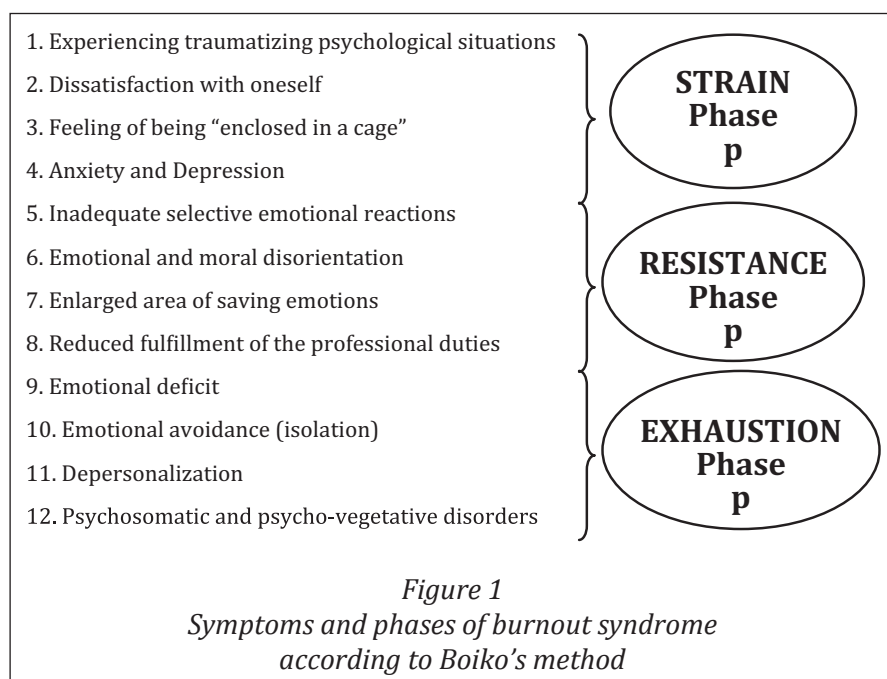 1. Experiencing traumatizing psychological situations
2. Dissatisfaction with oneself
3. Feeling of being “enclosed in a cage”
4. Anxiety and Depression
5. Inadequate selective emotional reactions
6. Emotional and moral disorientation
7. Enlarged area of saving emotions
8. Reduced fulfillment of the professional duties
9. Emotional deficit
10. Emotional avoidance (isolation)
11. Depersonalization
12. Psychosomatic and psycho-vegetative disorders
STRAIN
Phase
p
RESISTANCE
Phase
p
EXHAUSTION
Phase
p
Figure 1
Symptoms and phases of burnout syndrome
according to Boiko’s method